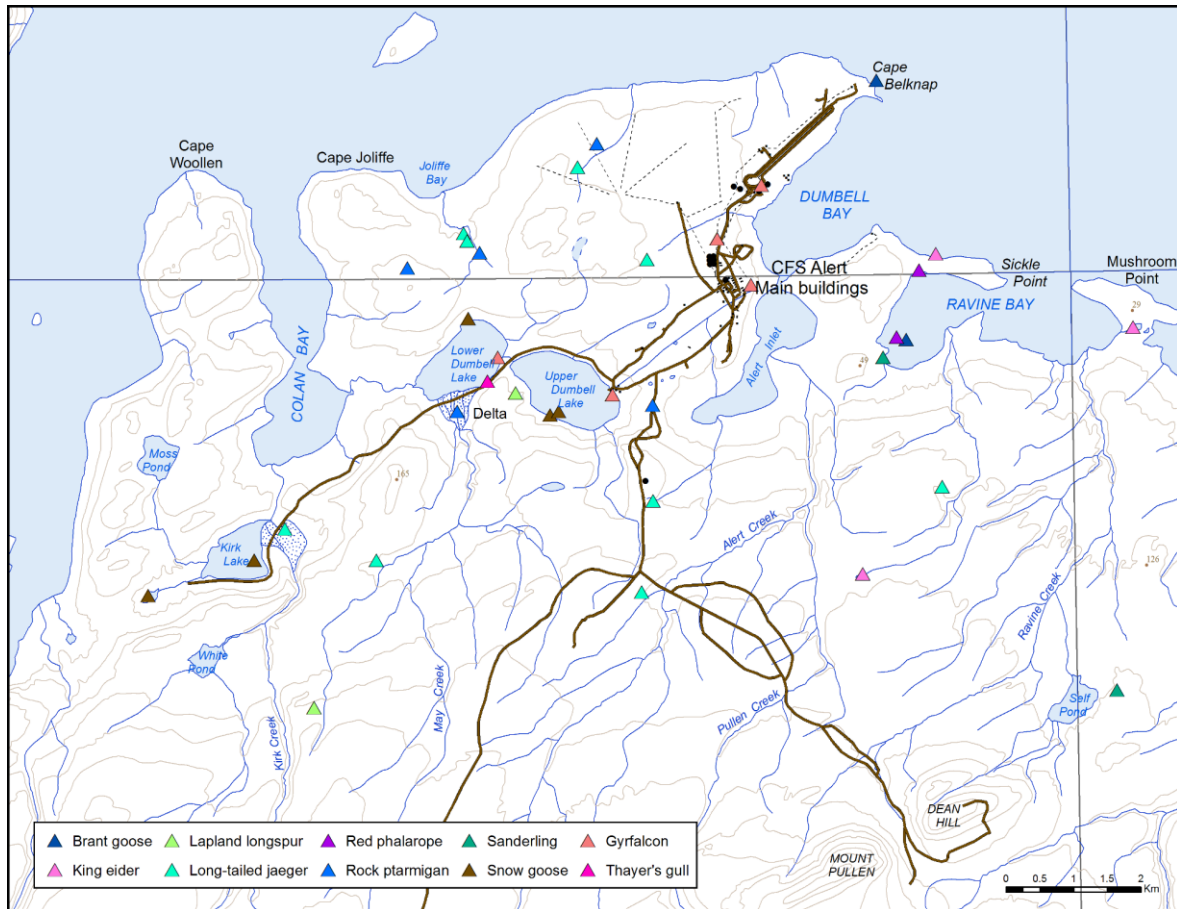 Cape
Belknap
Cape
Woollen
Cape Joliffe
Joliffe
Bay
DUMBELL
BAY
CFS Alert
Main buildings
Sickle
Point
Mushroom
Point
RAVINE BAY
29
COLAN BAY
Lower
Dumbell
Lake
Upper
Dumbell
Lake
Alert Inlet
49
Delta
Moss
Pond
165
Kirk
Lake
Alert Creek
126
Ravine Creek
White
Pond
May Creek
Kirk Creek
Pullen Creek
Self
Pond
DEAN
HILL
MOUNT
PULLEN
Brant goose
Lapland longspur
Red phalarope
Sanderling
Gyrfalcon
King eider
Long-tailed jaeger
Rock ptarmigan
Snow goose
Thayer's gull
0 0.5 1 1.5 2
Km